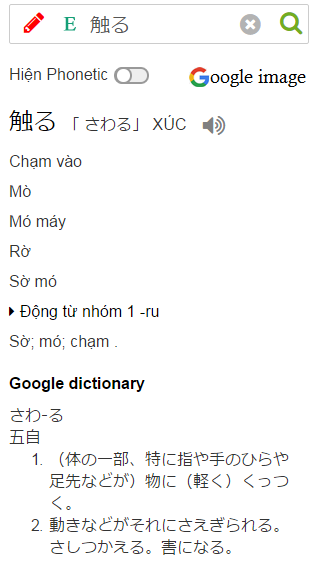 E 触る
Hiện Phonetic Google image
触る 「 さわる」 XÚC
Chạm vào
Mò
Mó máy
Rờ
Sờ mó
Động từ nhóm 1 -ru
Sờ; mó; chạm .
Google dictionary
さわ-る
五自
1. （体の一部、特に指や手のひらや
足先などが）物に（軽く）くっつ
く。
2. 動きなどがそれにさえぎられる。
さしつかえる。害になる。